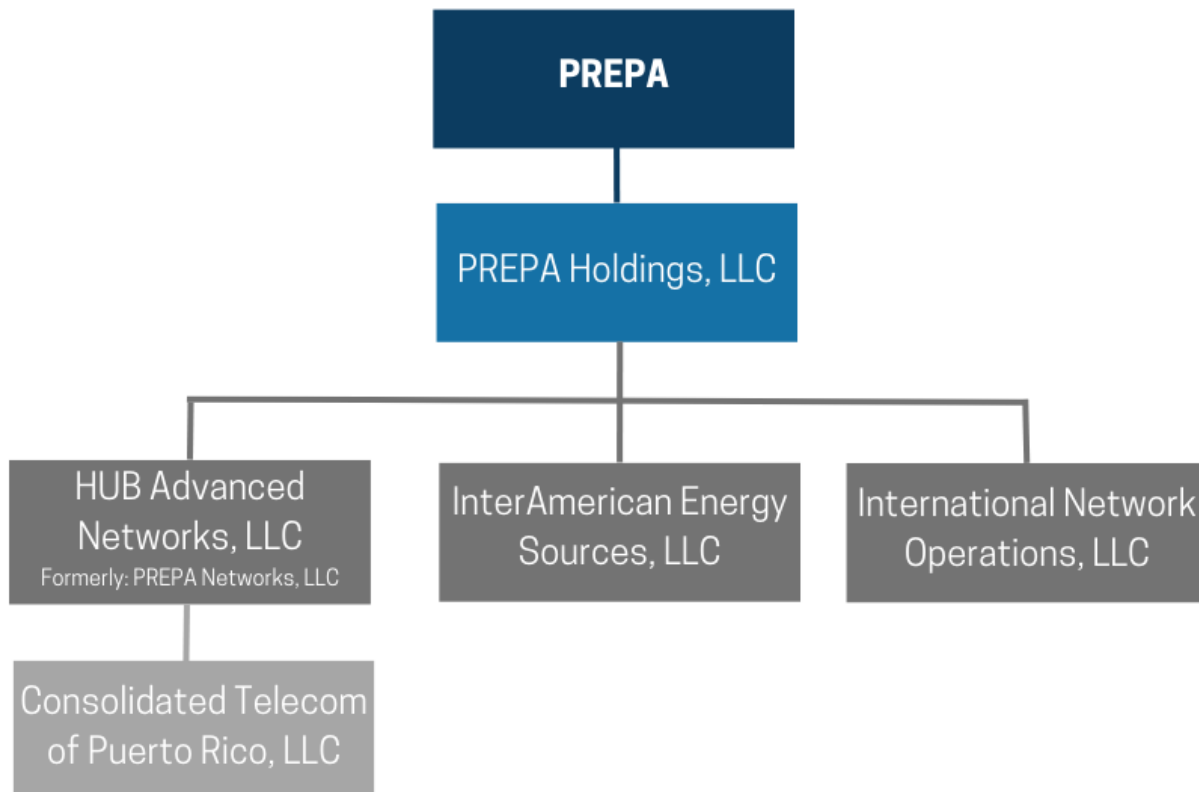 PREPA
PREPA Holdings, LLC
HUB Advanced
Networks, LLC
Formerly: PREPA Networks, LLC
InterAmerican Energy
Sources, LLC
International Network
Operations, LLC
Consolidated Telecom
of Puerto Rico, LLC